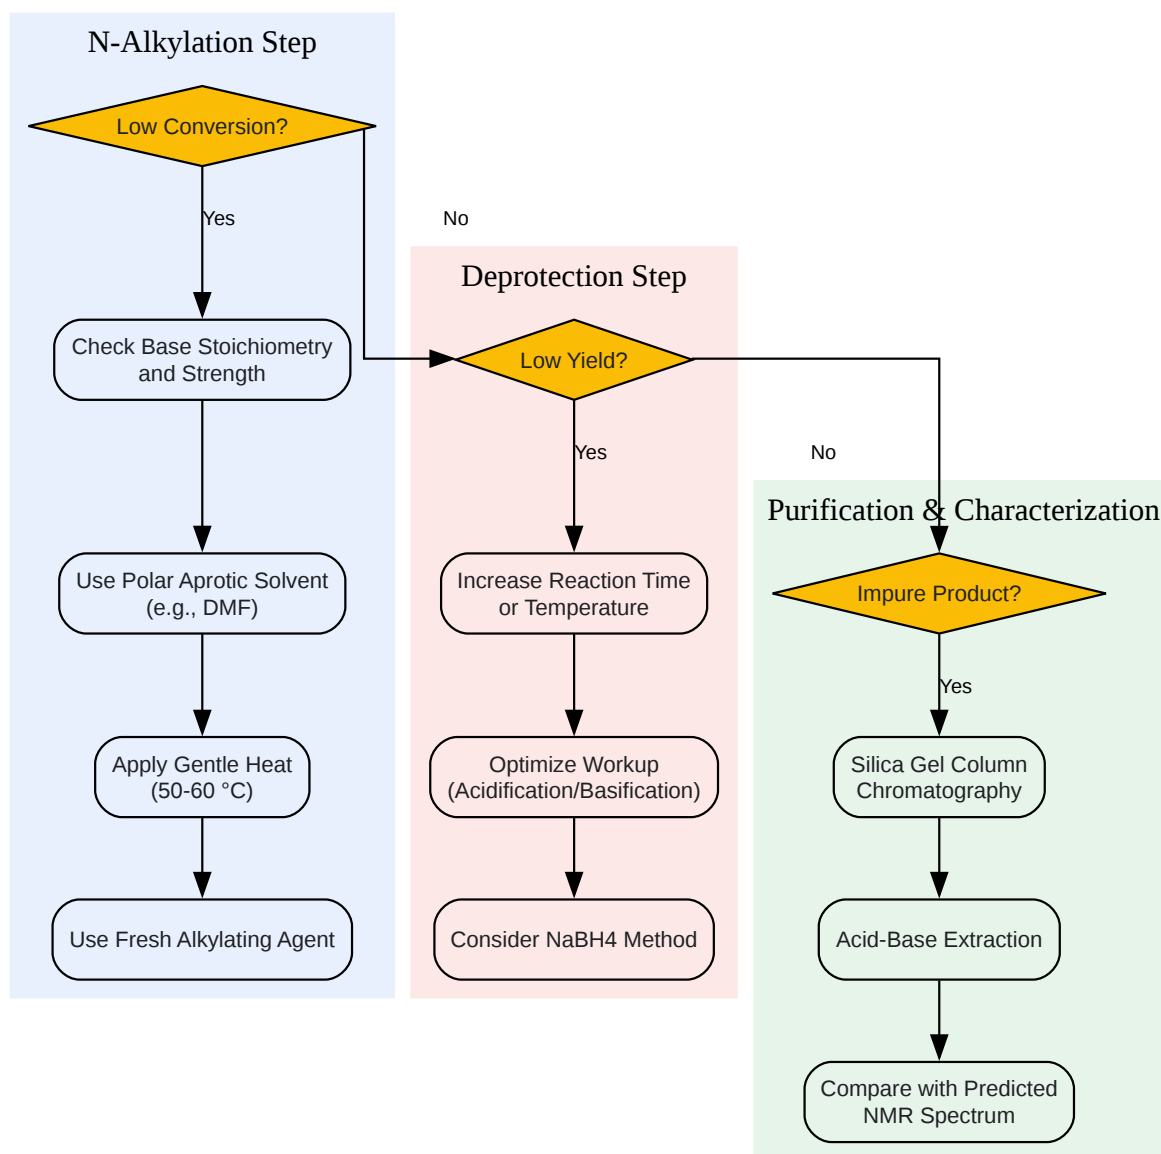 N-Alkylation Step
Low Conversion?
Yes
No
Check Base Stoichiometry
and Strength
Use Polar Aprotic Solvent
(e.g., DMF)
Apply Gentle Heat
(50-60 °C)
Use Fresh Alkylating Agent
Deprotection Step
Low Yield?
Yes
No
Increase Reaction Time
or Temperature
Optimize Workup
(Acidification/Basification)
Consider NaBH4 Method
Purification & Characterization
Impure Product?
Yes
Silica Gel Column
Chromatography
Acid-Base Extraction
Compare with Predicted
NMR Spectrum